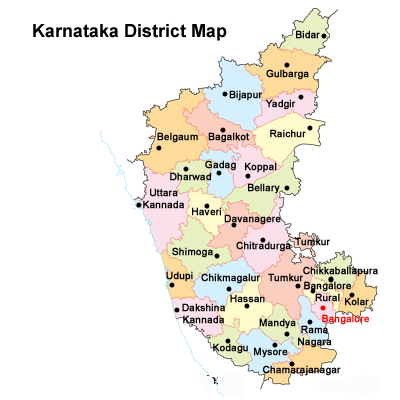 Karnataka District Map
Bidar
Gulbarga
Bijapur
Yadgir
Raichur
Belgaum
Bagalkot
Gadag
Koppal
Dharwad
Bellary
Uttara
Kannada
Haveri
Davanagere
Chitradurga
Tumkur
Shimoga
Chikkaballapura
Udupi
Chikmagalur
Tumkur
Bangalore
Rural
Kolar
Hassan
Dakshina
Kannada
Bangalore
Mandya
Rama
Nagara
Kodagu
Mysore
Chamarajanagar